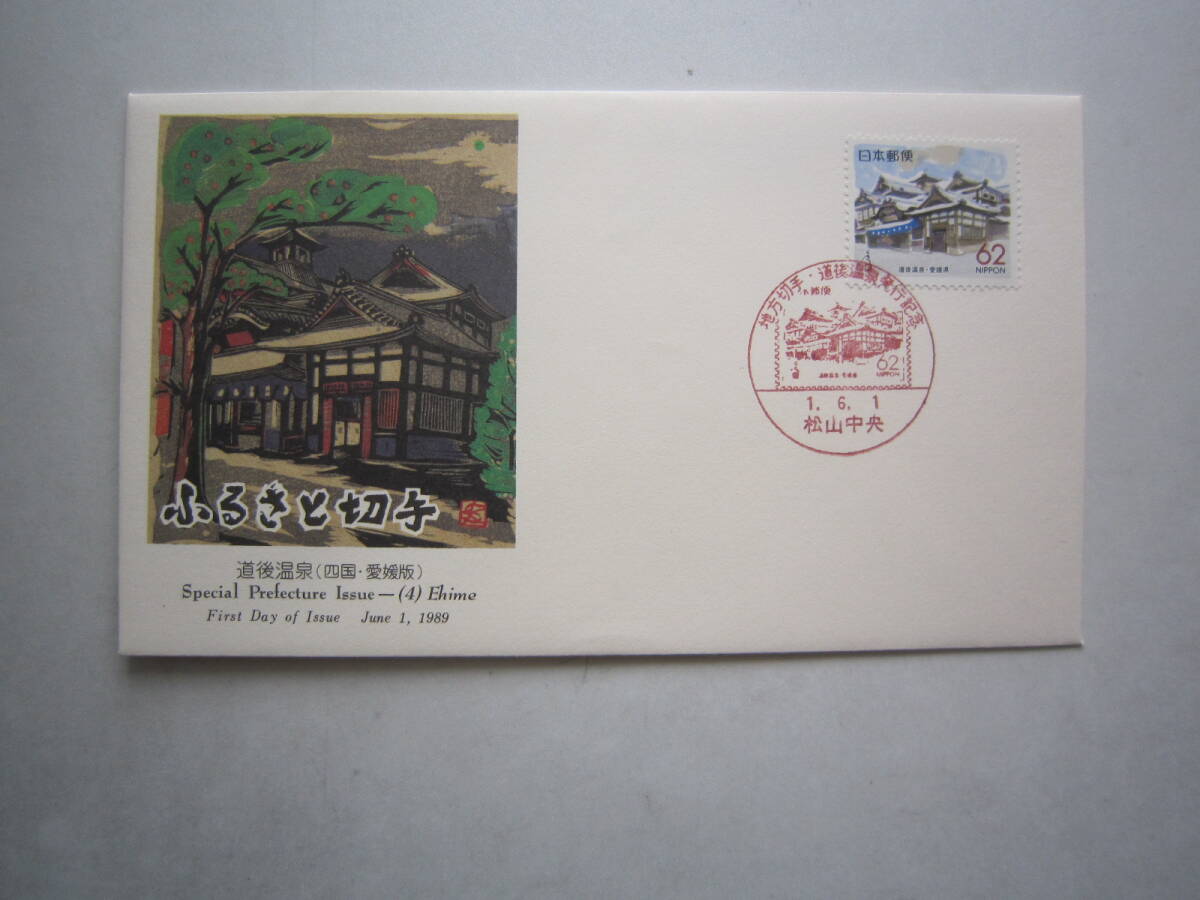 ふるさと切手
道後温泉(四国・愛媛版)
Special Prefecture Issue—(4) Ehime
First Day of Issue June 1, 1989
日本郵便
62
道後温泉・愛媛県
NIPPON
地方切手・道後温泉発行記念
62
NIPPON
1. 6. 1
松山中央